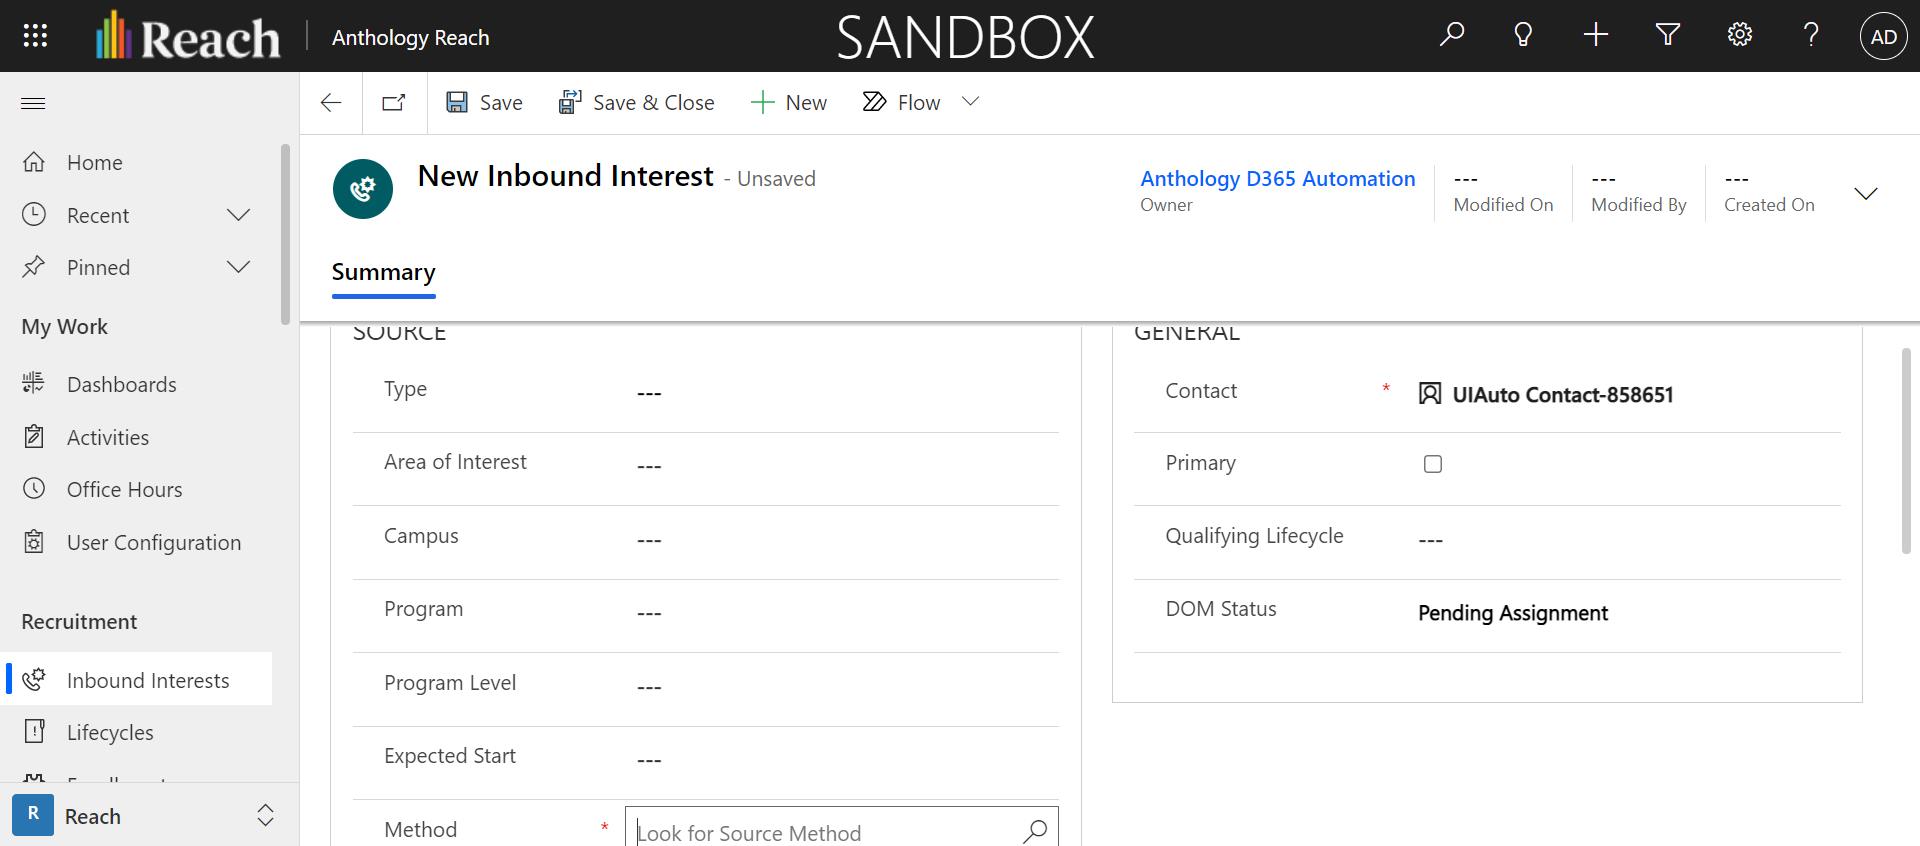 Reach
Anthology Reach
SANDBOX
AD
Save
Save & Close
New
Flow
Home
Recent
Pinned
My Work
Dashboards
Activities
Office Hours
User Configuration
Recruitment
Inbound Interests
Lifecycles
R
Reach
New Inbound Interest - Unsaved
Anthology D365 Automation
Owner
---
Modified On
---
Modified By
---
Created On
Summary
SOURCE
Type
---
Area of Interest
---
Campus
---
Program
---
Program Level
---
Expected Start
---
Method * Look for Source Method
GENERAL
Contact * UIAuto Contact-858651
Primary
Qualifying Lifecycle
---
DOM Status Pending Assignment